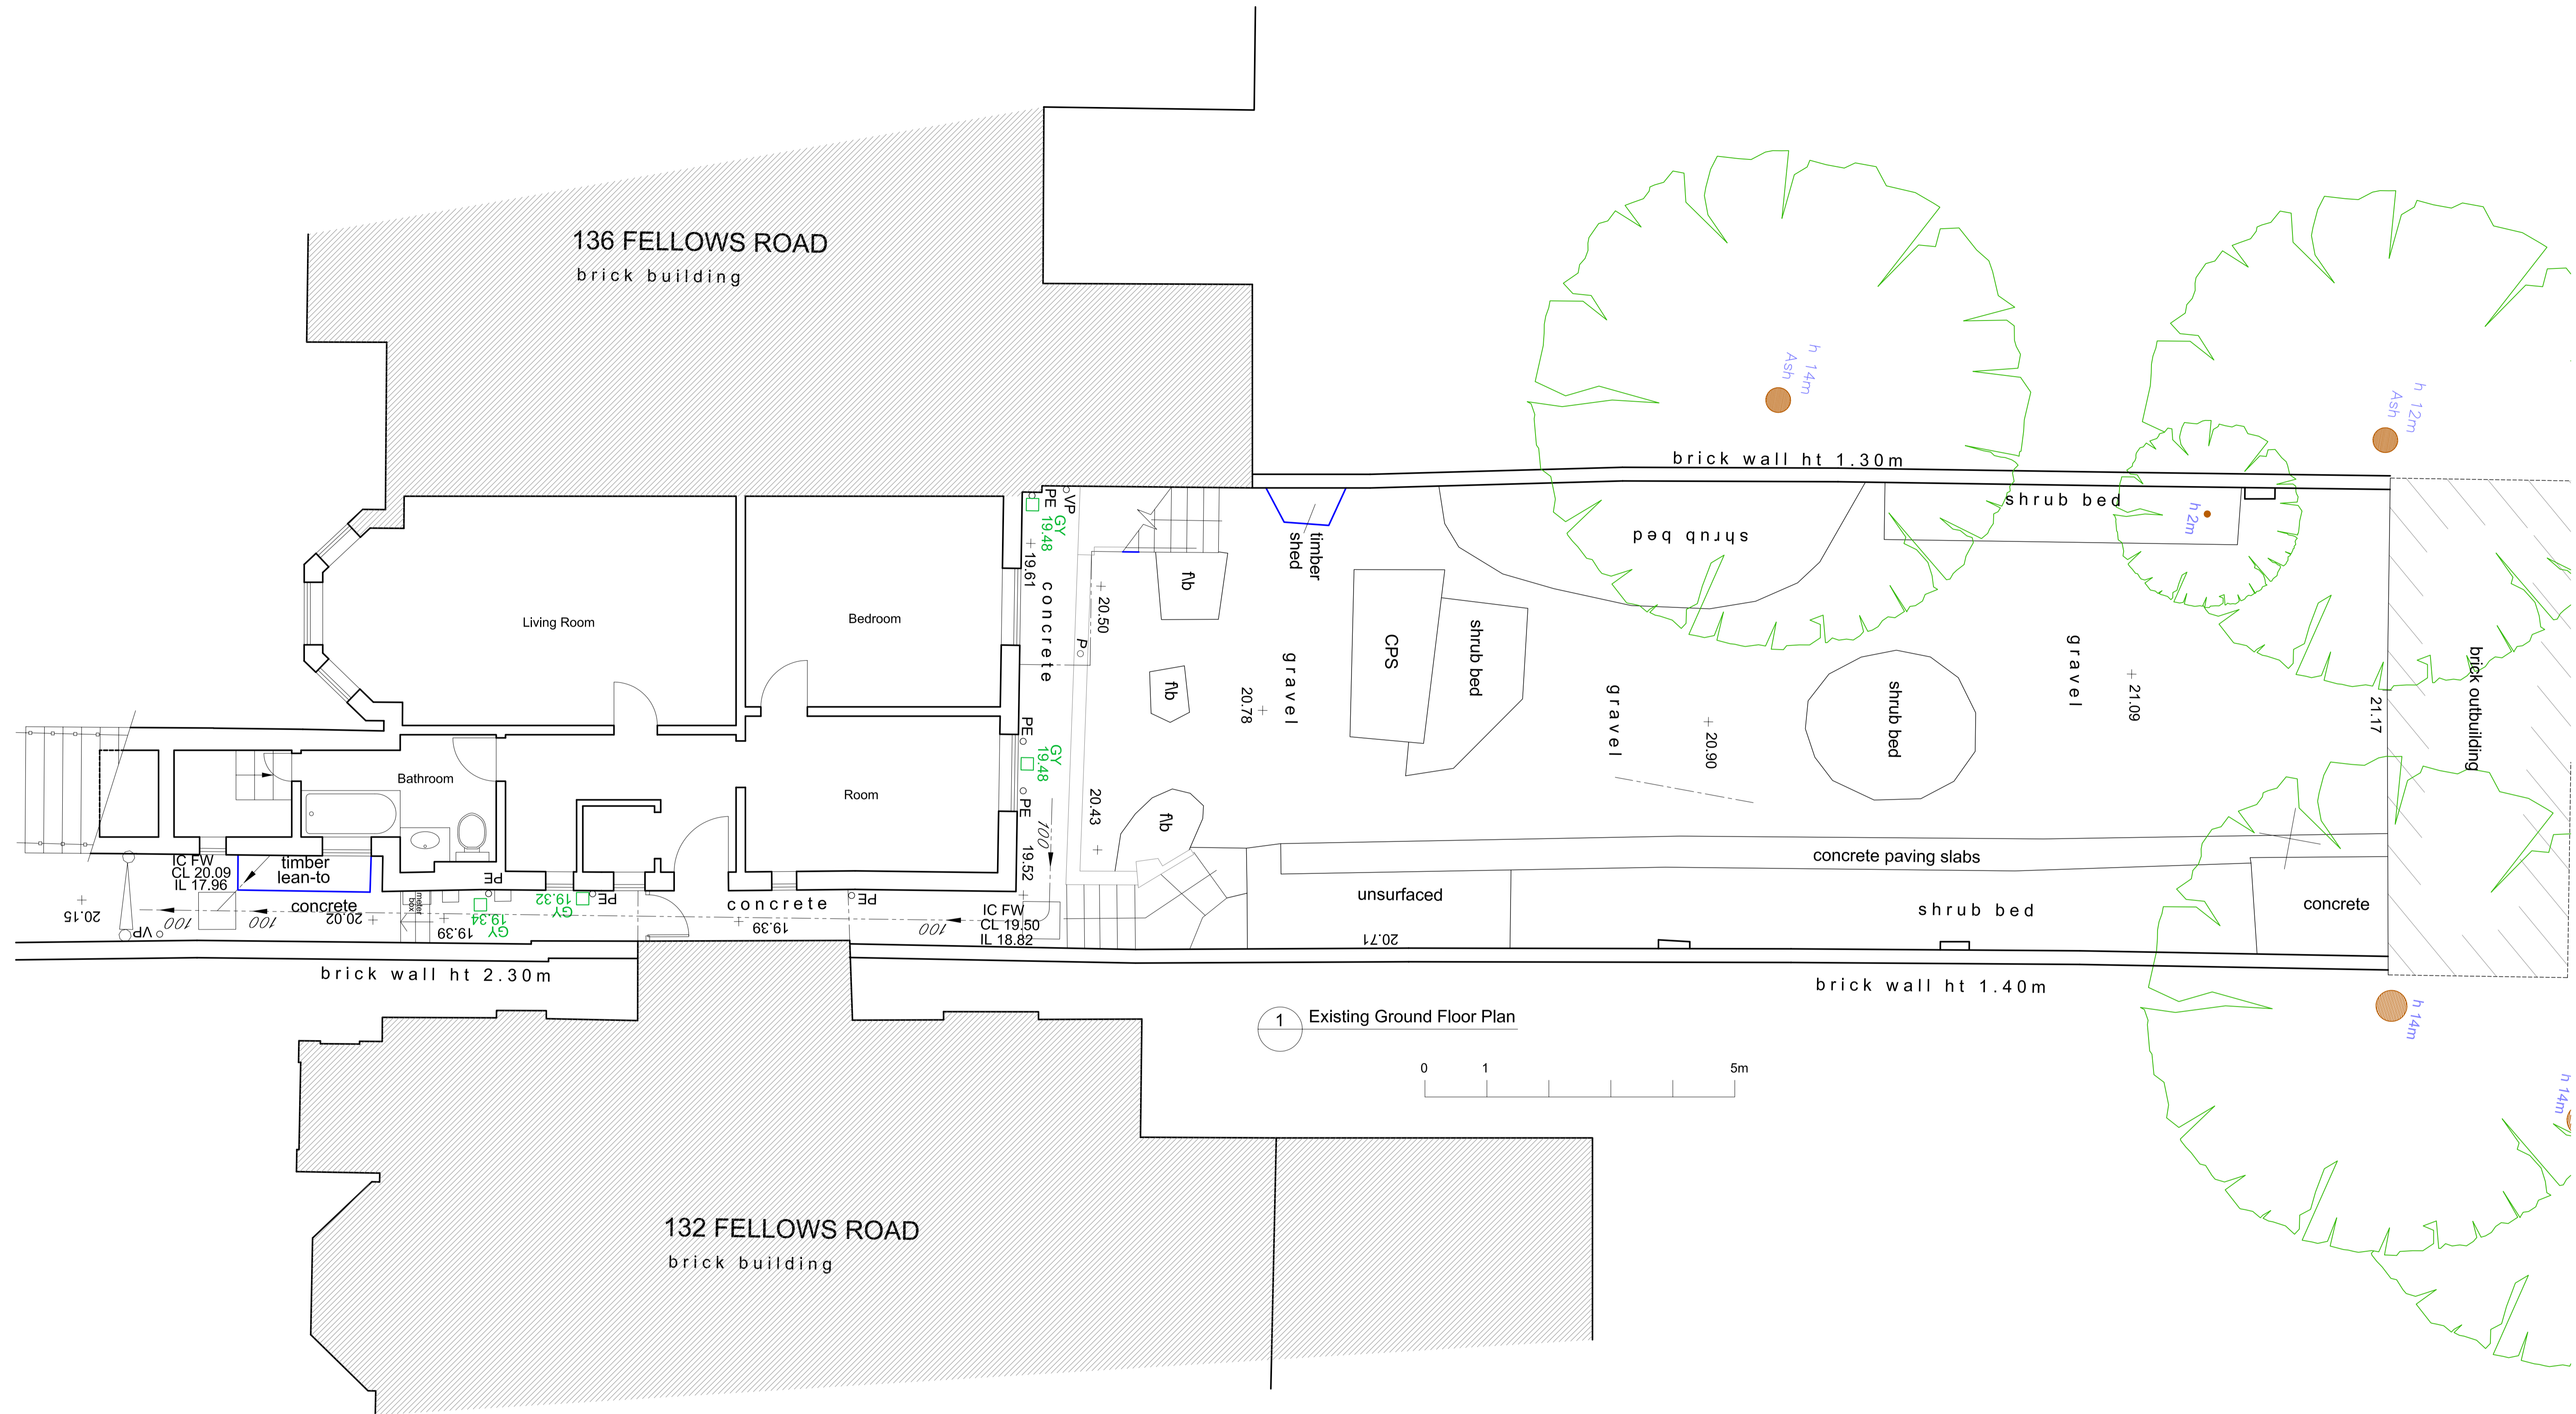 136 FELLOWS ROAD
brick building
h 14m
Ash
h 12m
Ash
brick wall ht 1.30m
shrub bed
shrub bed
h 2m
timber
shed
VP
PE
GY
19.48
19.61
concrete
20.50
P
f\b
f\b
f\b
Living Room
Bedroom
Bathroom
Room
gravel
20.78
CPS
shrub bed
gravel
20.90
shrub bed
gravel
21.09
21.17
brick outbuilding
PE
GY
19.48
PE
20.43
100
19.52
IC FW
CL 20.09
IL 17.96
timber
lean-to
concrete
20.15
VP
100
100
20.02
meter
box
19.39
PE
19.34
GY
19.32
GY
PE
concrete
19.39
PE
100
IC FW
CL 19.50
IL 18.82
unsurfaced
20.71
concrete paving slabs
shrub bed
concrete
brick wall ht 2.30m
brick wall ht 1.40m
h 14m
h 14m
1
Existing Ground Floor Plan
0 1 5m
132 FELLOWS ROAD
brick building